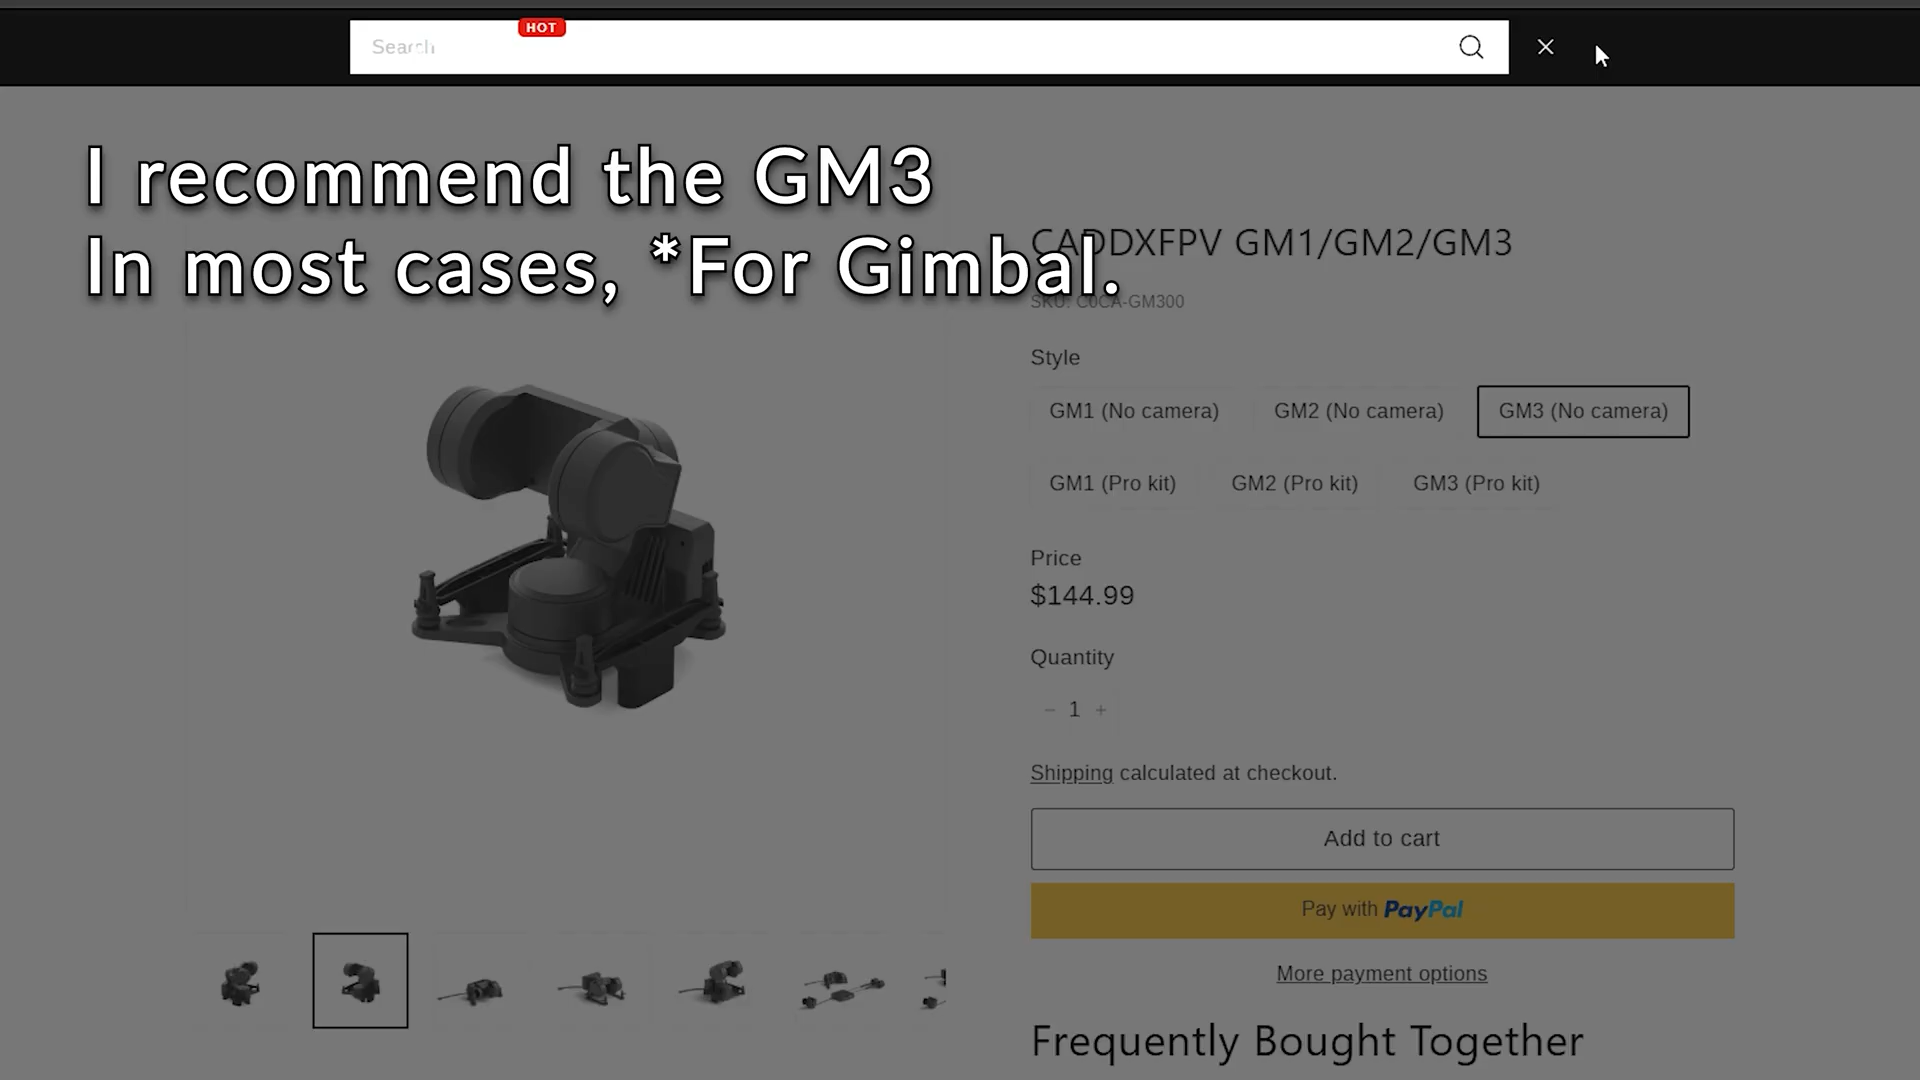 HOT
Search
I recommend the GM3
In most cases, *For Gimbal.
CADDXFPV GM1/GM2/GM3
SKU: C0CA-GM300
Style
GM1 (No camera)
GM2 (No camera)
GM3 (No camera)
GM1 (Pro kit)
GM2 (Pro kit)
GM3 (Pro kit)
Price
$144.99
Quantity
− 1 +
Shipping calculated at checkout.
Add to cart
Pay with PayPal
More payment options
Frequently Bought Together